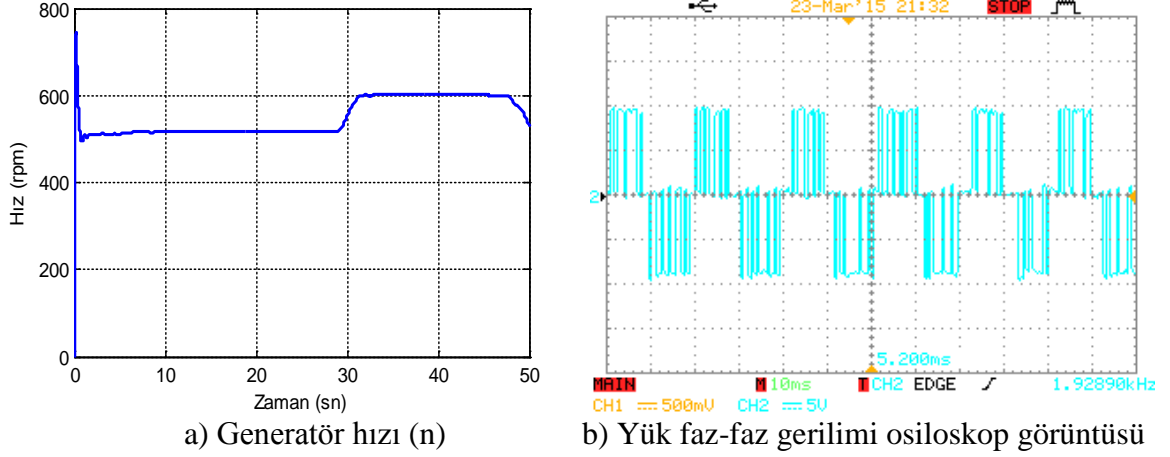 800
600
400
200
0
Hız (rpm)
0 10 20 30 40 50
Zaman (sn)
a) Generatör hızı (n)
23-Mar'15 21:32 STOP
2
5.200ms
MAIN M 10ms T CH2 EDGE 1.92890kHz
CH1 500mV CH2 5V
b) Yük faz-faz gerilimi osiloskop görüntüsü